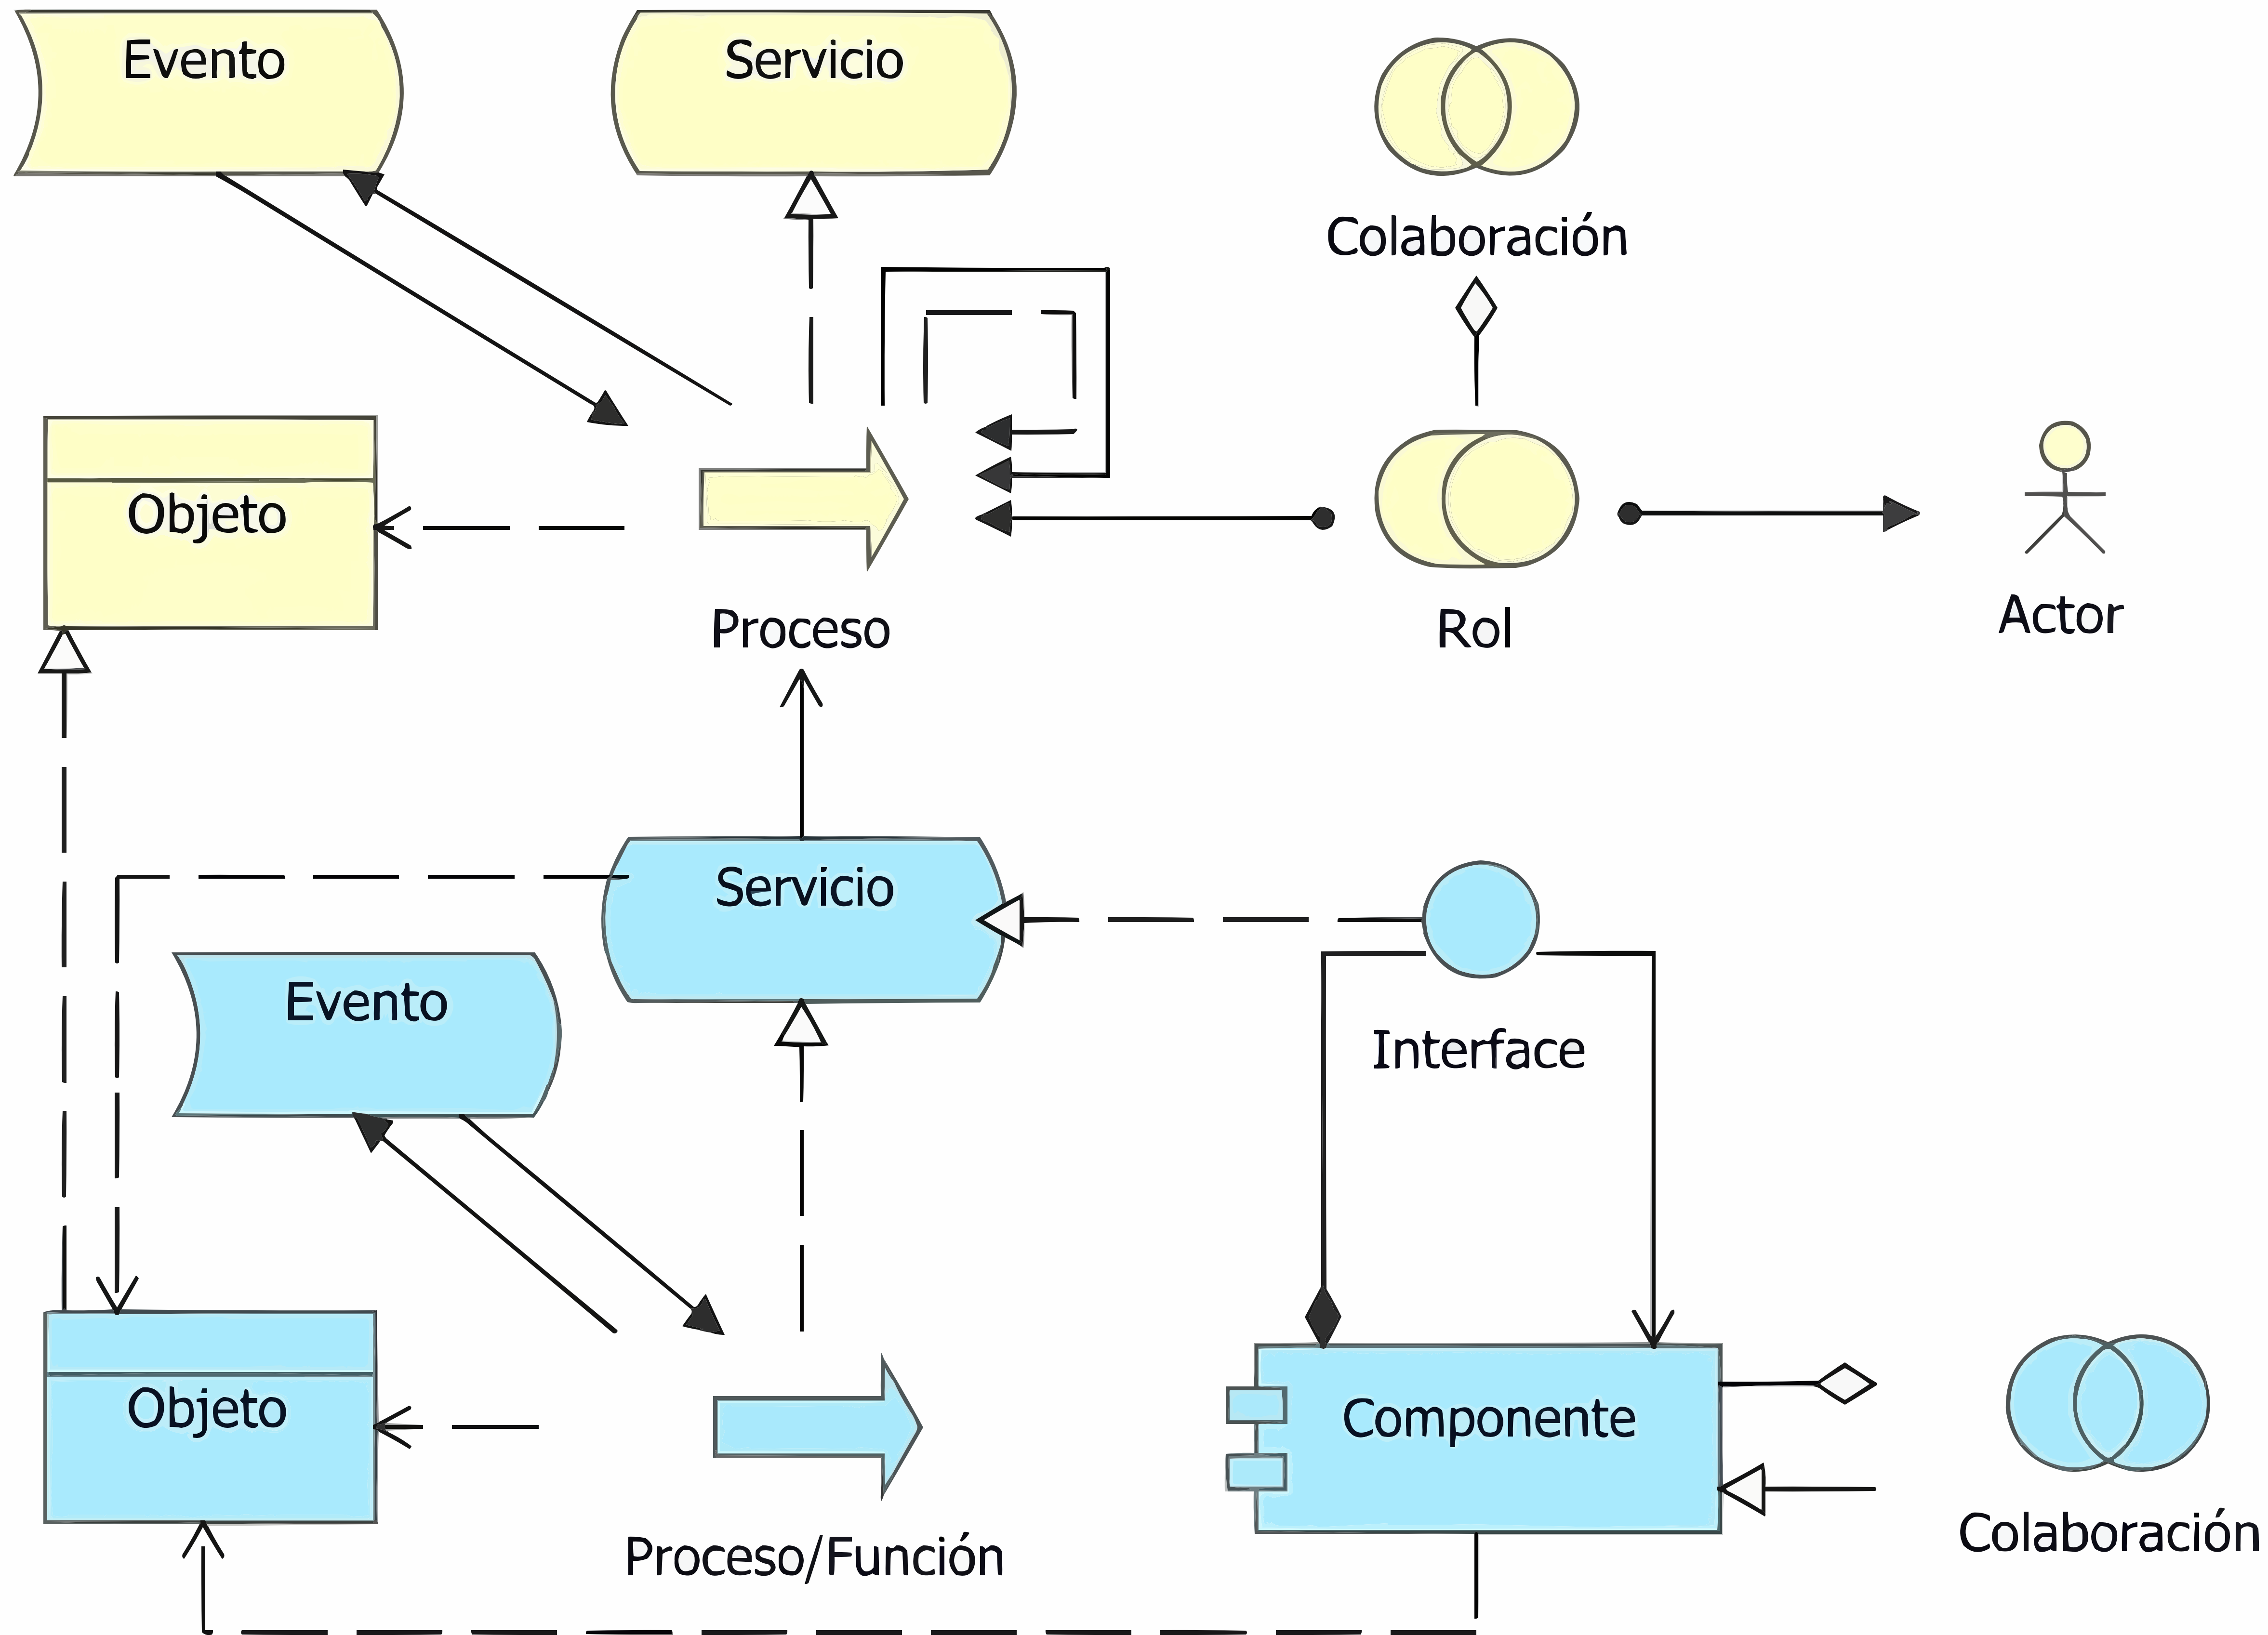 Evento
Servicio
Colaboración
Objeto
Proceso
Rol
Actor
Servicio
Evento
Interface
Objeto
Componente
Proceso/Función
Colaboración